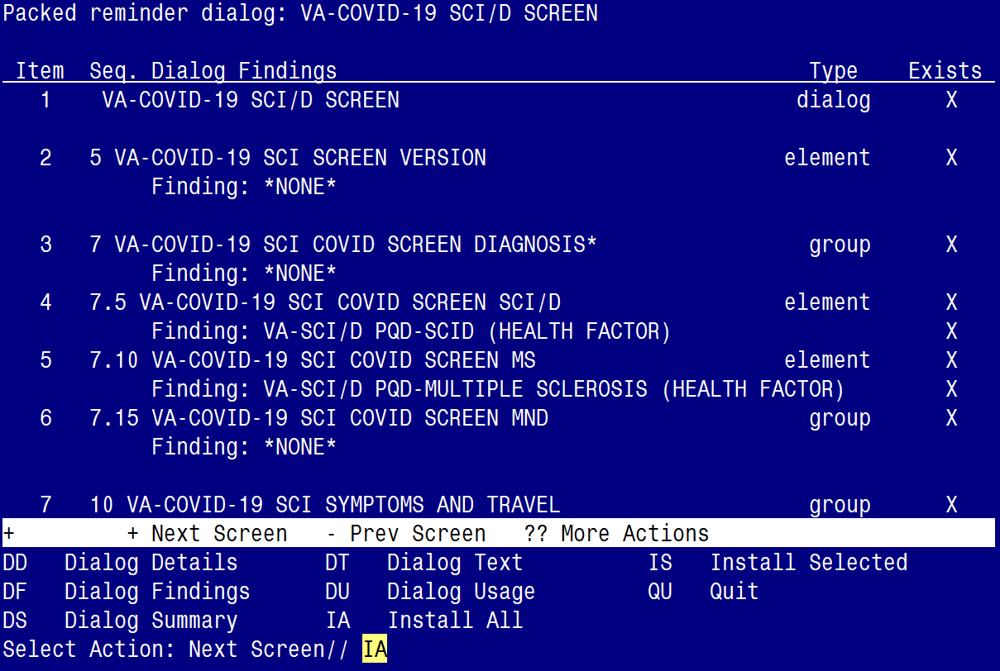 Packed reminder dialog: VA-COVID-19 SCI/D SCREEN
Item Seq. Dialog Findings Type Exists
1 VA-COVID-19 SCI/D SCREEN dialog X
2 5 VA-COVID-19 SCI SCREEN VERSION element X
Finding: *NONE*
3 7 VA-COVID-19 SCI COVID SCREEN DIAGNOSIS* group X
Finding: *NONE*
4 7.5 VA-COVID-19 SCI COVID SCREEN SCI/D element X
Finding: VA-SCI/D PQD-SCID (HEALTH FACTOR) X
5 7.10 VA-COVID-19 SCI COVID SCREEN MS element X
Finding: VA-SCI/D PQD-MULTIPLE SCLEROSIS (HEALTH FACTOR) X
6 7.15 VA-COVID-19 SCI COVID SCREEN MND group X
Finding: *NONE*
7 10 VA-COVID-19 SCI SYMPTOMS AND TRAVEL group X
+ + Next Screen - Prev Screen ?? More Actions
DD Dialog Details DT Dialog Text IS Install Selected
DF Dialog Findings DU Dialog Usage QU Quit
DS Dialog Summary IA Install All
Select Action: Next Screen// IA